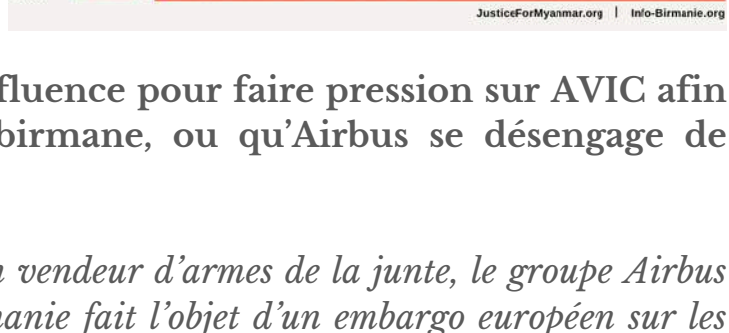 JusticeForMyanmar.org | Info-Birmanie.org
fluence pour faire pression sur AVIC afin
birmane, ou qu’Airbus se désengage de
vendeur d’armes de la junte, le groupe Airbus
manie fait l’objet d’un embargo européen sur les